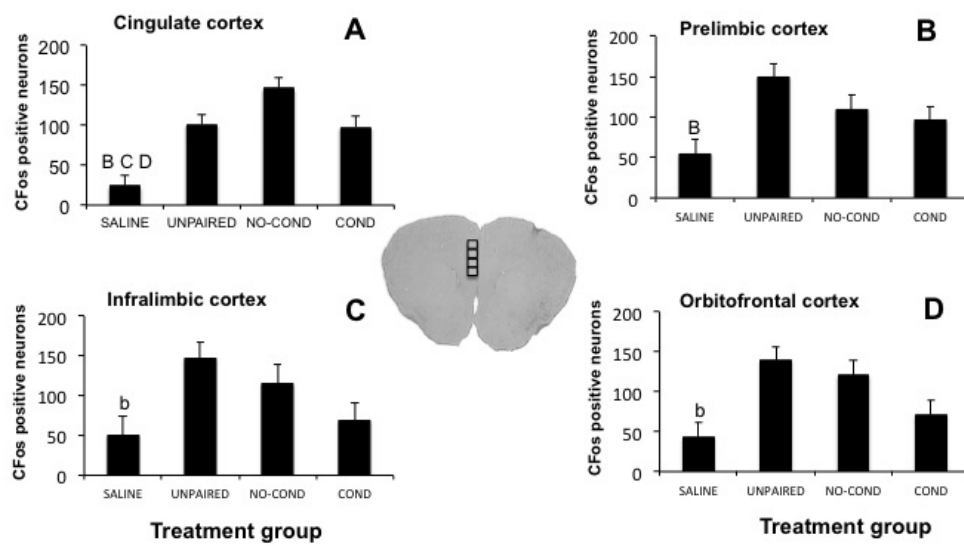 Cingulate cortex
A
CFos positive neurons
200
150
100
50
0
B C D
SALINE UNPAIRED NO-COND COND
Prelimbic cortex
B
CFos positive neurons
200
150
100
50
0
B
SALINE UNPAIRED NO-COND COND
Infralimbic cortex
C
CFos positive neurons
200
150
100
50
0
b
SALINE UNPAIRED NO-COND COND
Treatment group
Orbitofrontal cortex
D
CFos positive neurons
200
150
100
50
0
b
SALINE UNPAIRED NO-COND COND
Treatment group